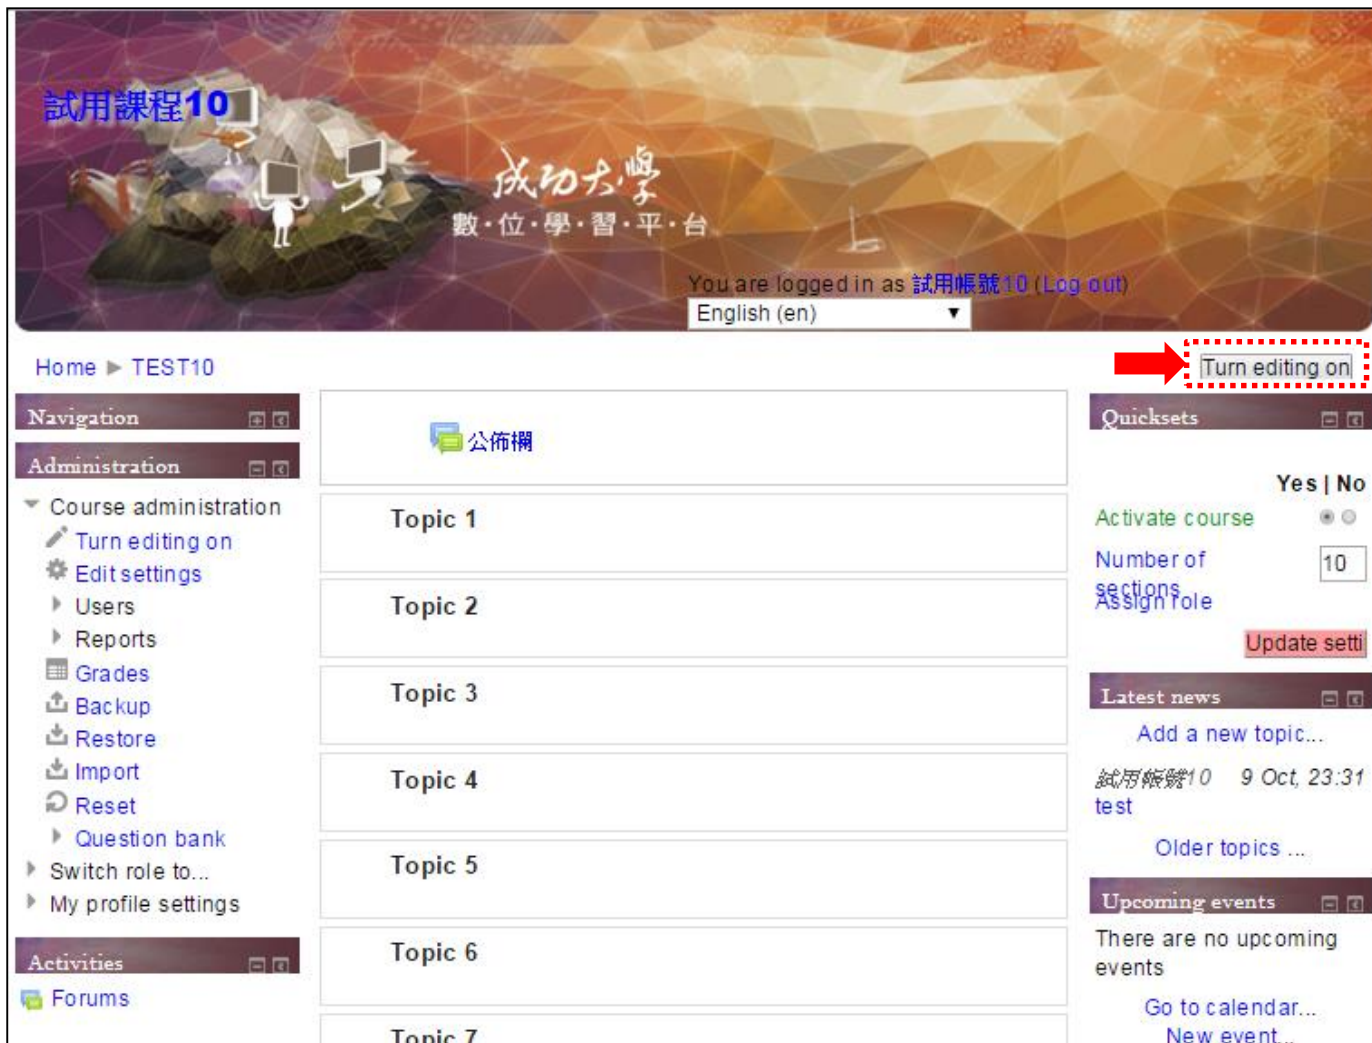 試用課程10
成功大學
數·位·學·習·平·台
You are logged in as 試用帳號10 (Log out)
English (en)
Home ▶ TEST10
Turn editing on
Navigation
Administration
Course administration
Turn editing on
Edit settings
Users
Reports
Grades
Backup
Restore
Import
Reset
Question bank
Switch role to...
My profile settings
Activities
Forums
公佈欄
Topic 1
Topic 2
Topic 3
Topic 4
Topic 5
Topic 6
Topic 7
Quicksets
Yes | No
Activate course
Number of
sections
10
Assign role
Update setti
Latest news
Add a new topic...
試用帳號10 9 Oct, 23:31
test
Older topics ...
Upcoming events
There are no upcoming
events
Go to calendar...
New event...